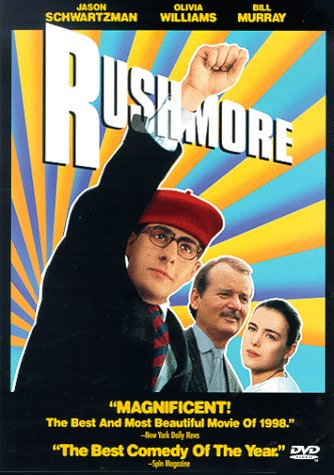 JASON SCHWARTZMAN OLIVIA WILLIAMS BILL MURRAY
RUSHMORE
"MAGNIFICENT!
The Best And Most Beautiful Movie Of 1998."
–New York Daily News
"The Best Comedy Of The Year."
–Spin Magazine
DVD
VIDEO